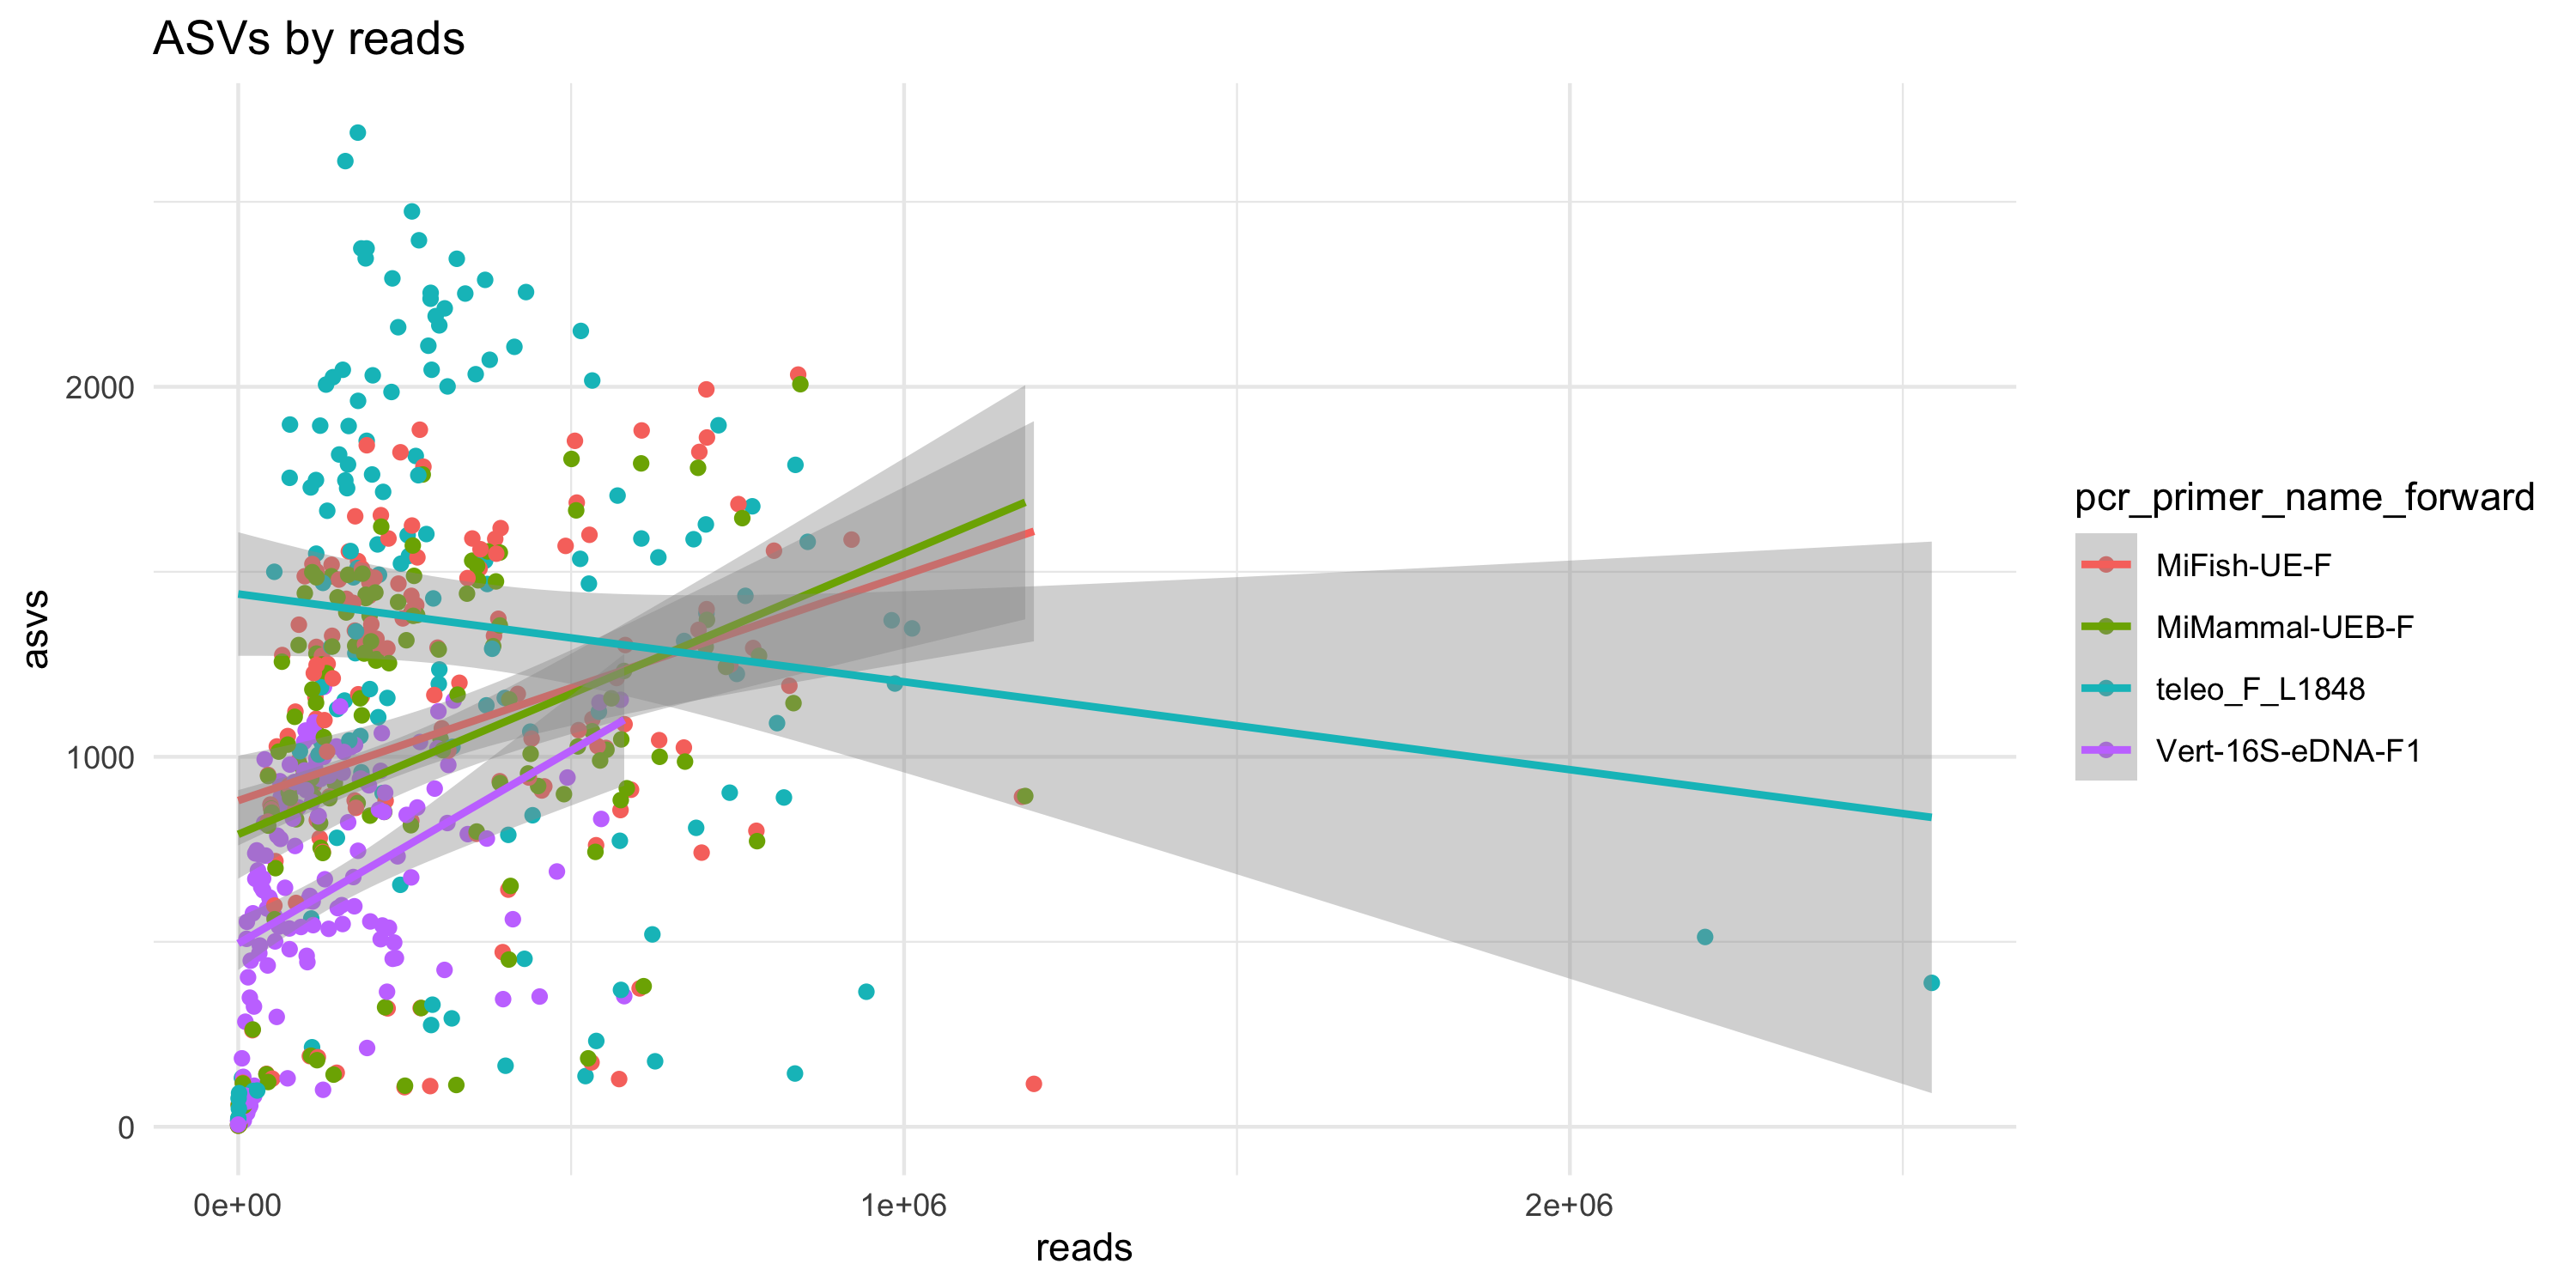 ASVs by reads
asvs
2000
1000
0
0e+00
1e+06
2e+06
reads
pcr_primer_name_forward
MiFish-UE-F
MiMammal-UEB-F
teleo_F_L1848
Vert-16S-eDNA-F1